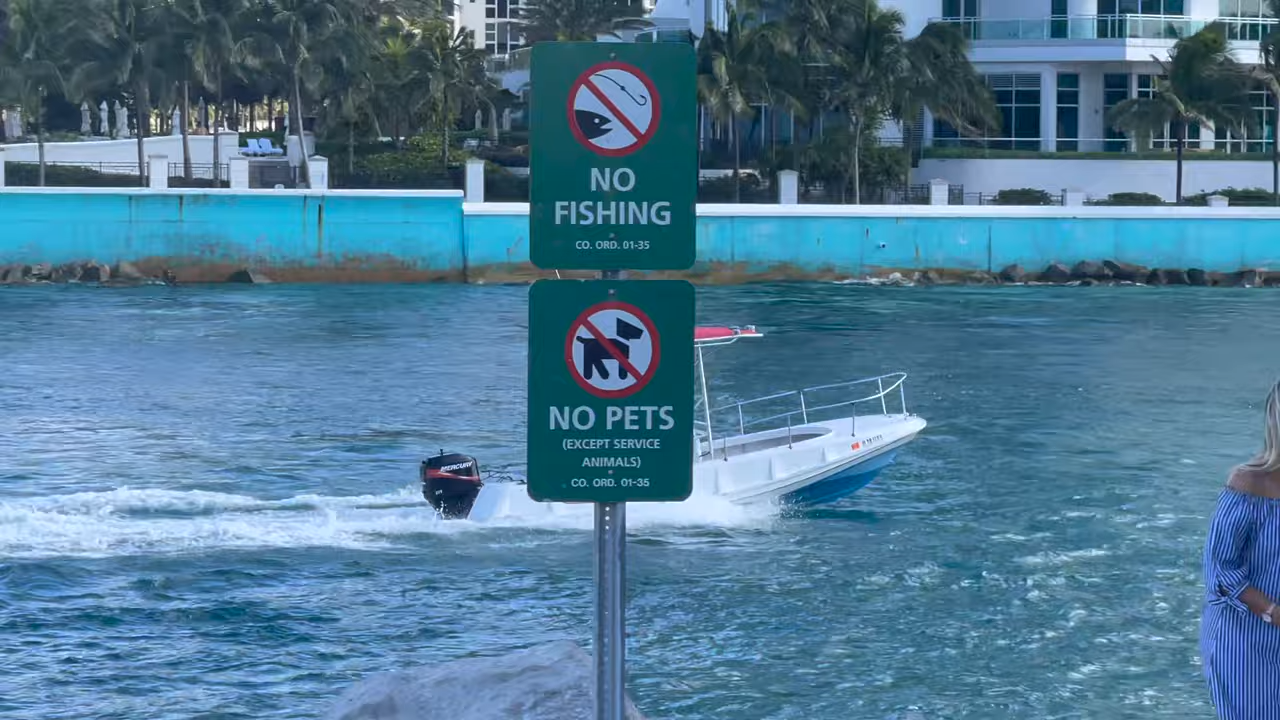 NO
FISHING
CO. ORD. 01-35
NO PETS
(EXCEPT SERVICE
ANIMALS)
CO. ORD. 01-35
MERCURY